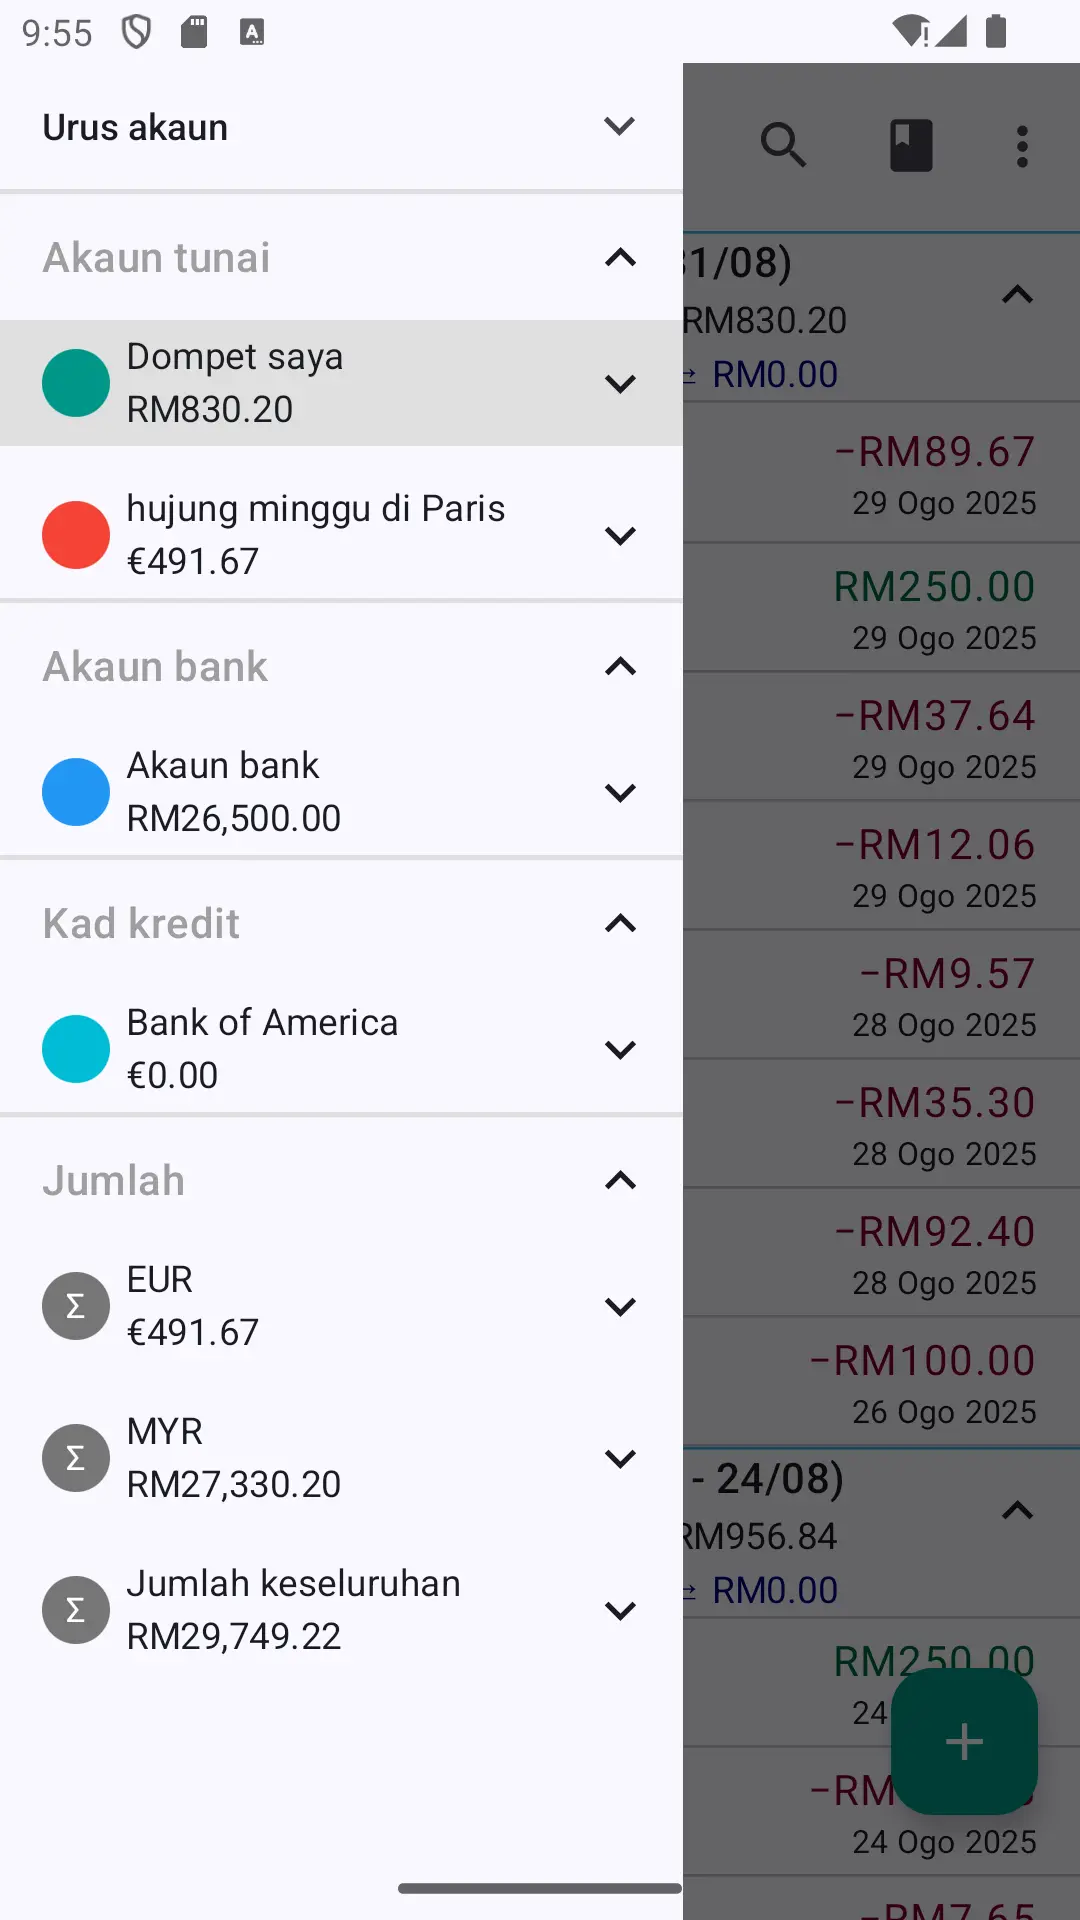 9:55
Urus akaun
Akaun tunai
Dompet saya
RM830.20
hujung minggu di Paris
€491.67
Akaun bank
Akaun bank
RM26,500.00
Kad kredit
Bank of America
€0.00
Jumlah
Σ EUR
€491.67
Σ MYR
RM27,330.20
Σ Jumlah keseluruhan
RM29,749.22
31/08)
RM830.20
RM0.00
−RM89.67
29 Ogo 2025
RM250.00
29 Ogo 2025
−RM37.64
29 Ogo 2025
−RM12.06
29 Ogo 2025
−RM9.57
28 Ogo 2025
−RM35.30
28 Ogo 2025
−RM92.40
28 Ogo 2025
−RM100.00
26 Ogo 2025
- 24/08)
RM956.84
RM0.00
RM250.00
24
−RM
24 Ogo 2025
−RM7.65